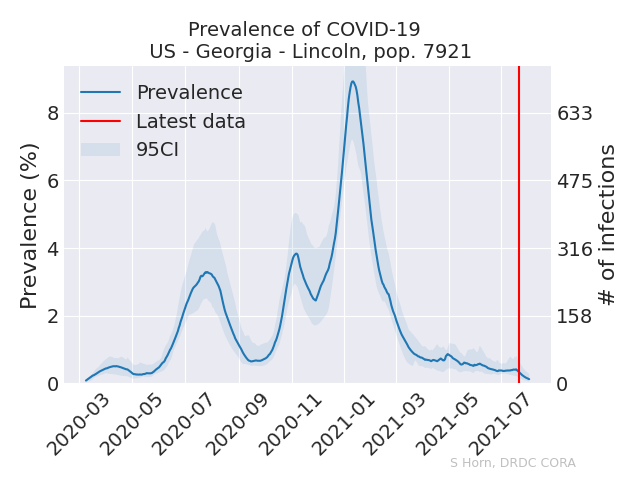 Prevalence of COVID-19
US - Georgia - Lincoln, pop. 7921
Prevalence
Latest data
95CI
Prevalence (%)
8
6
4
2
0
633
475
316
158
0
# of infections
2020-03
2020-05
2020-07
2020-09
2020-11
2021-01
2021-03
2021-05
2021-07
S Horn, DRDC CORA